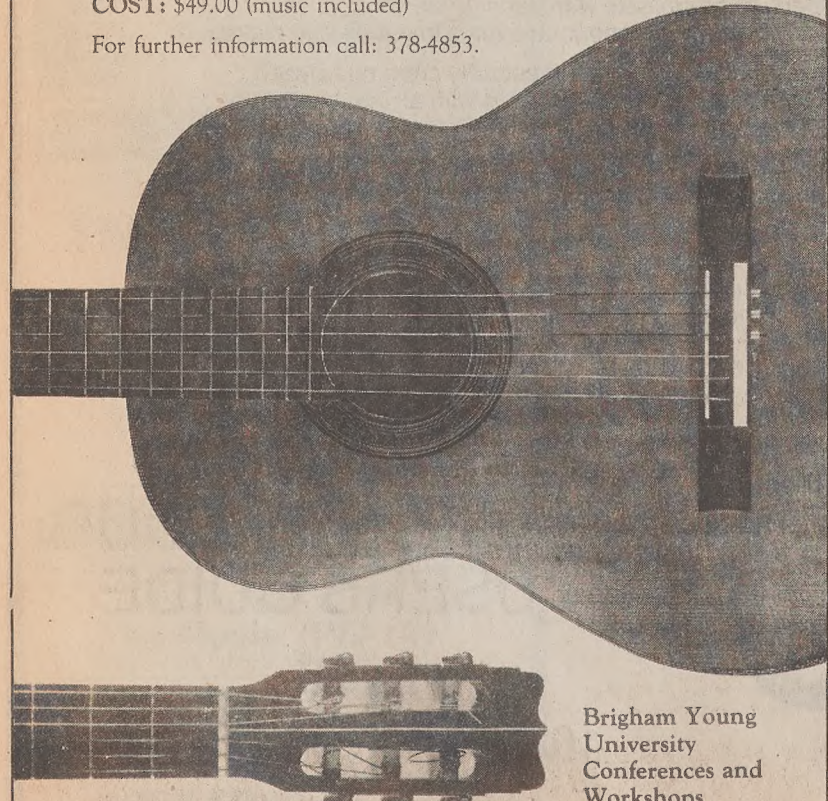 COST: $49.00 (music included)
For further information call: 378-4853.
Brigham Young
University
Conferences and
Workshops